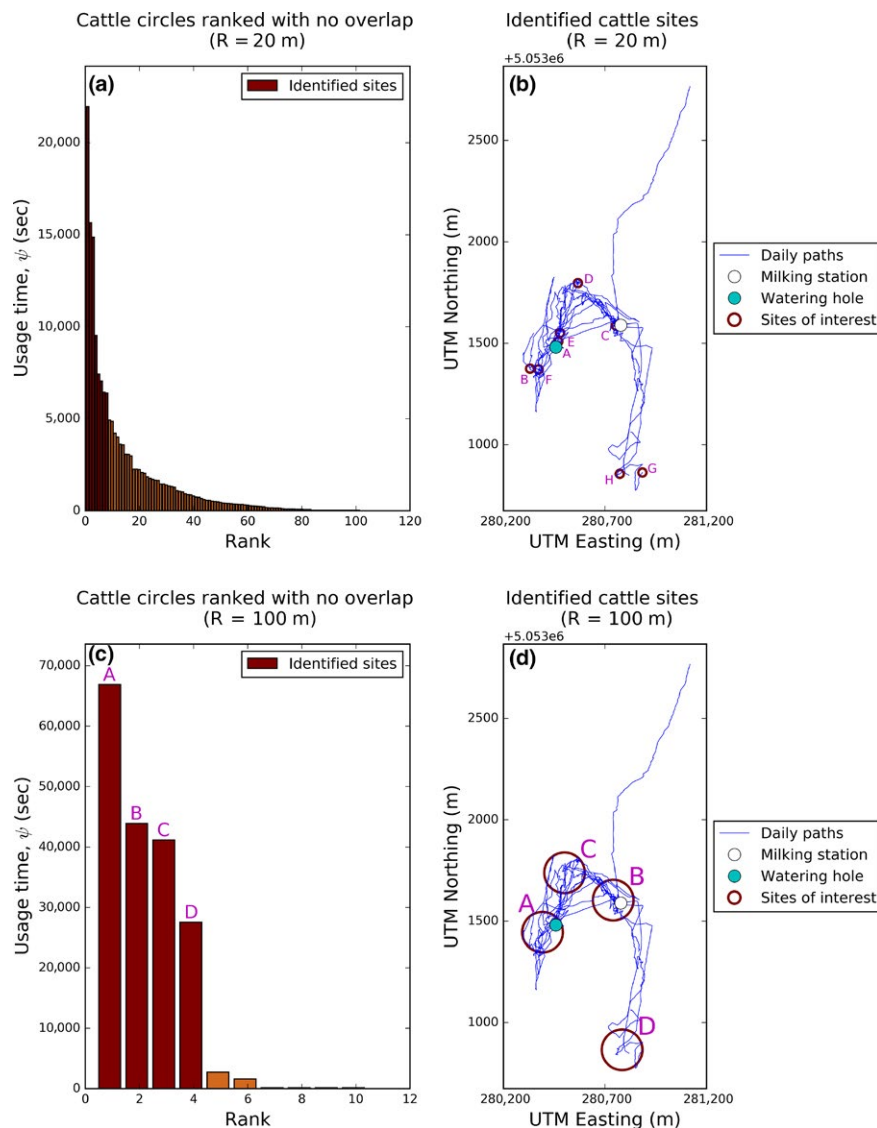 Cattle circles ranked with no overlap
(R = 20 m)
(a)
Identified sites
20,000
15,000
10,000
5,000
0
Usage time, ψ (sec)
0 20 40 60 80 100 120
Rank
Identified cattle sites
(R = 20 m)
+5.053e6
(b)
2500
2000
1500
1000
UTM Northing (m)
D
C
E
A
B
F
G
H
280,200 280,700 281,200
UTM Easting (m)
Daily paths
Milking station
Watering hole
Sites of interest
Cattle circles ranked with no overlap
(R = 100 m)
(c)
Identified sites
70,000
60,000
50,000
40,000
30,000
20,000
10,000
0
Usage time, ψ (sec)
A
B
C
D
0 2 4 6 8 10 12
Rank
Identified cattle sites
(R = 100 m)
+5.053e6
(d)
2500
2000
1500
1000
UTM Northing (m)
C
B
A
D
280,200 280,700 281,200
UTM Easting (m)
Daily paths
Milking station
Watering hole
Sites of interest